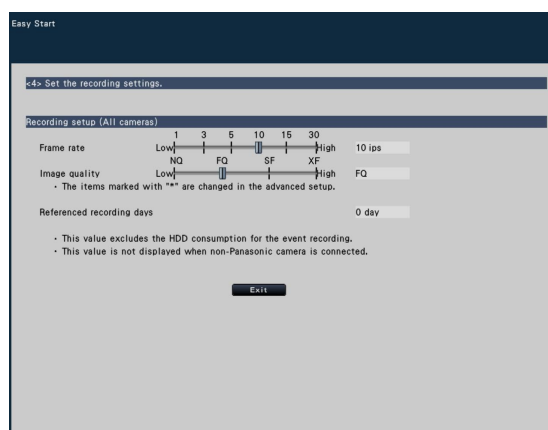 Easy Start
<4> Set the recording settings.
Recording setup (All cameras)
1 3 5 10 15 30
Frame rate Low High 10 ips
NQ FQ SF XF
Image quality Low High FQ
・The items marked with "*" are changed in the advanced setup.
Referenced recording days 0 day
・This value excludes the HDD consumption for the event recording.
・This value is not displayed when non-Panasonic camera is connected.
Exit